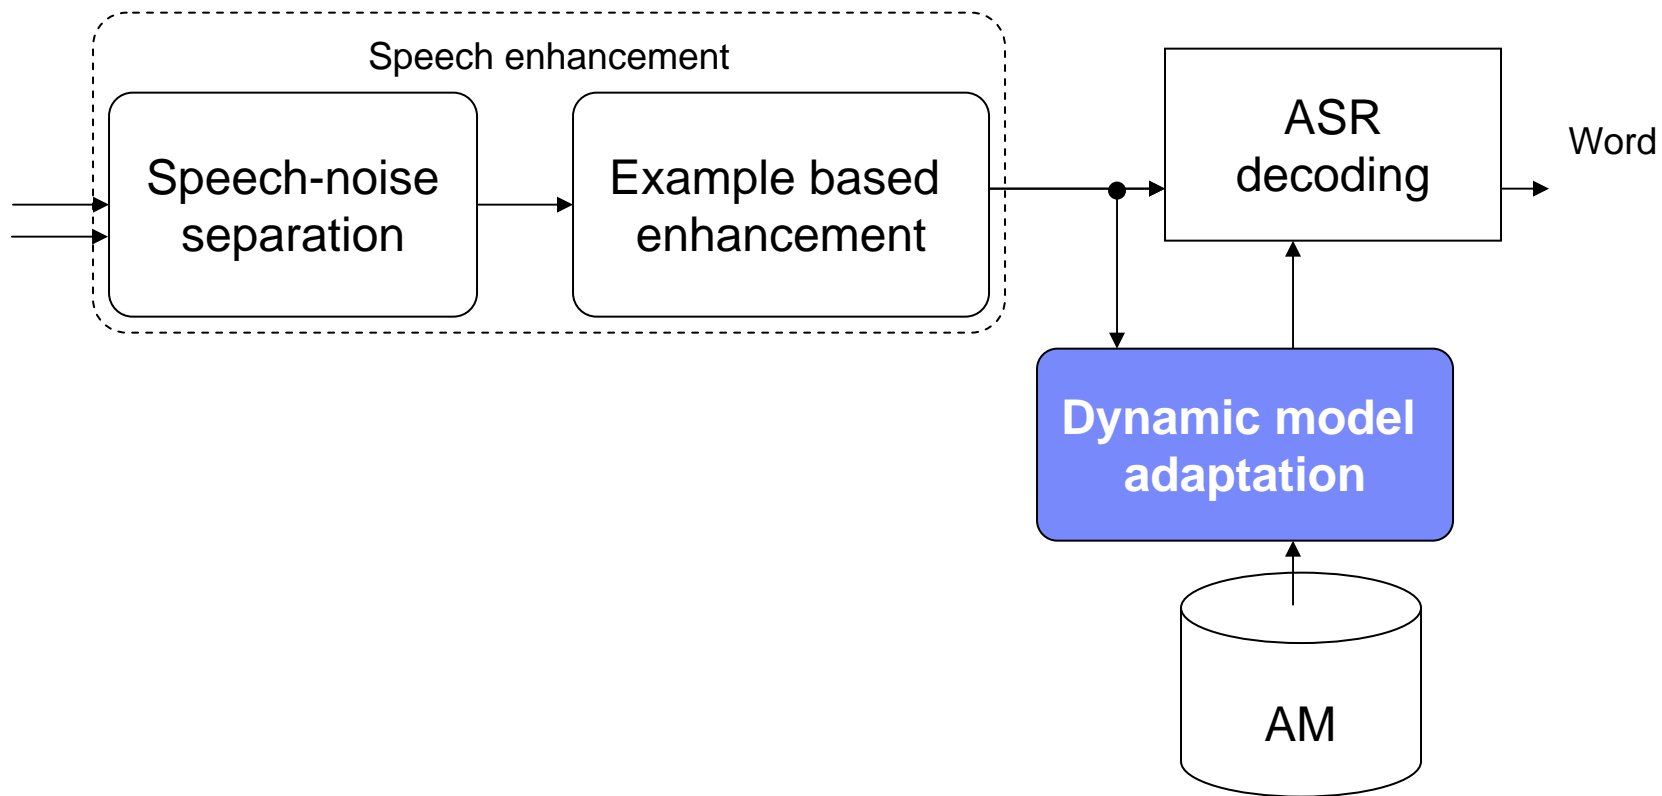 Speech enhancement
Speech-noise
separation
Example based
enhancement
ASR
decoding
Word
Dynamic model
adaptation
AM